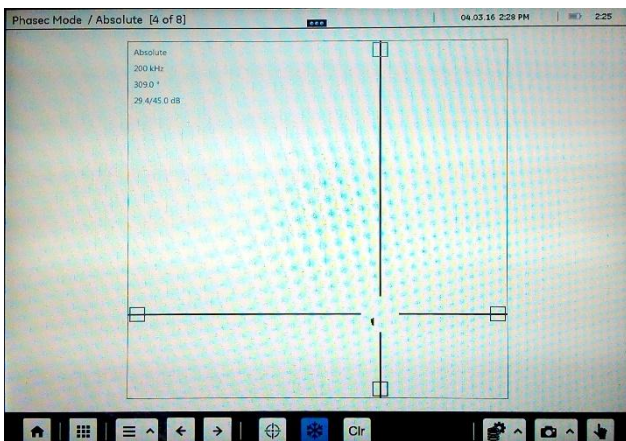 Phasec Mode / Absolute [4 of 8]
04.03.16 2:28 PM
2:25
Absolute
200 kHz
309.0 °
29.4/45.0 dB
Clr